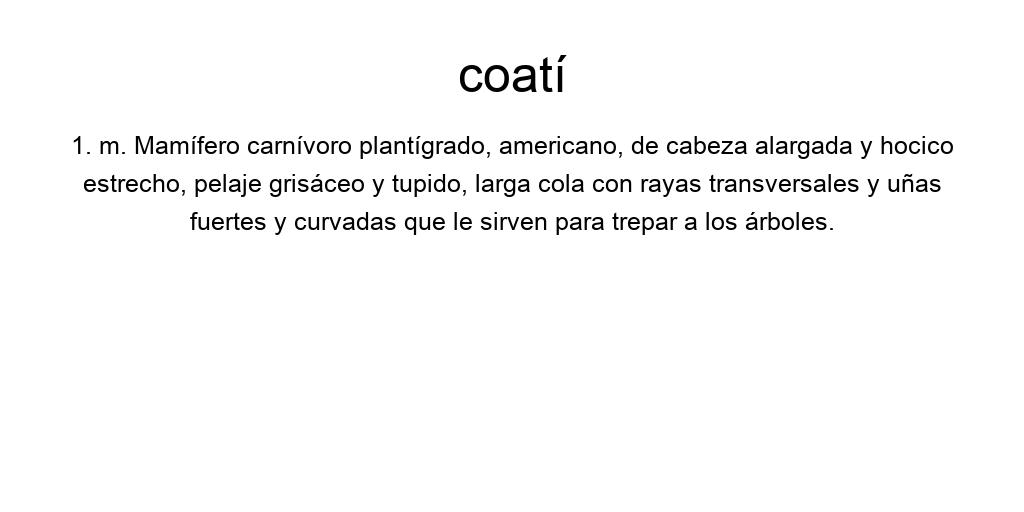 coatí
1. m. Mamífero carnívoro plantígrado, americano, de cabeza alargada y hocico
estrecho, pelaje grisáceo y tupido, larga cola con rayas transversales y uñas
fuertes y curvadas que le sirven para trepar a los árboles.